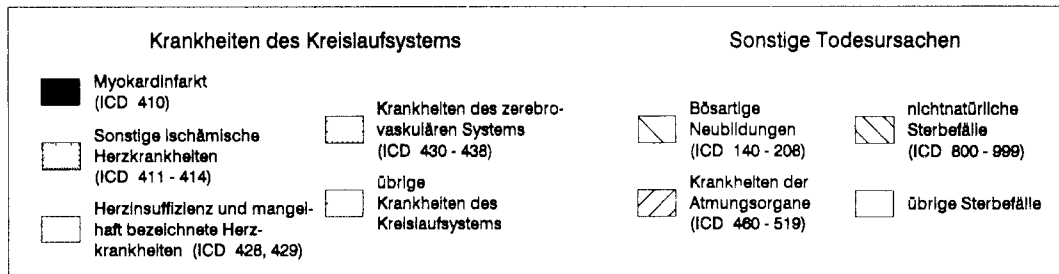 Krankheiten des Kreislaufsystems
Myokardinfarkt
(ICD 410)
Sonstige ischämische
Herzkrankheiten
(ICD 411 - 414)
Herzinsuffizienz und mangel-
haft bezeichnete Herz-
krankheiten (ICD 428, 429)
Krankheiten des zerebro-
vaskulären Systems
(ICD 430 - 438)
übrige
Krankheiten des
Kreislaufsystems
Sonstige Todesursachen
Bösartige
Neubildungen
(ICD 140 - 208)
Krankheiten der
Atmungsorgane
(ICD 460 - 519)
nichtnatürliche
Sterbefälle
(ICD 800 - 999)
übrige Sterbefälle